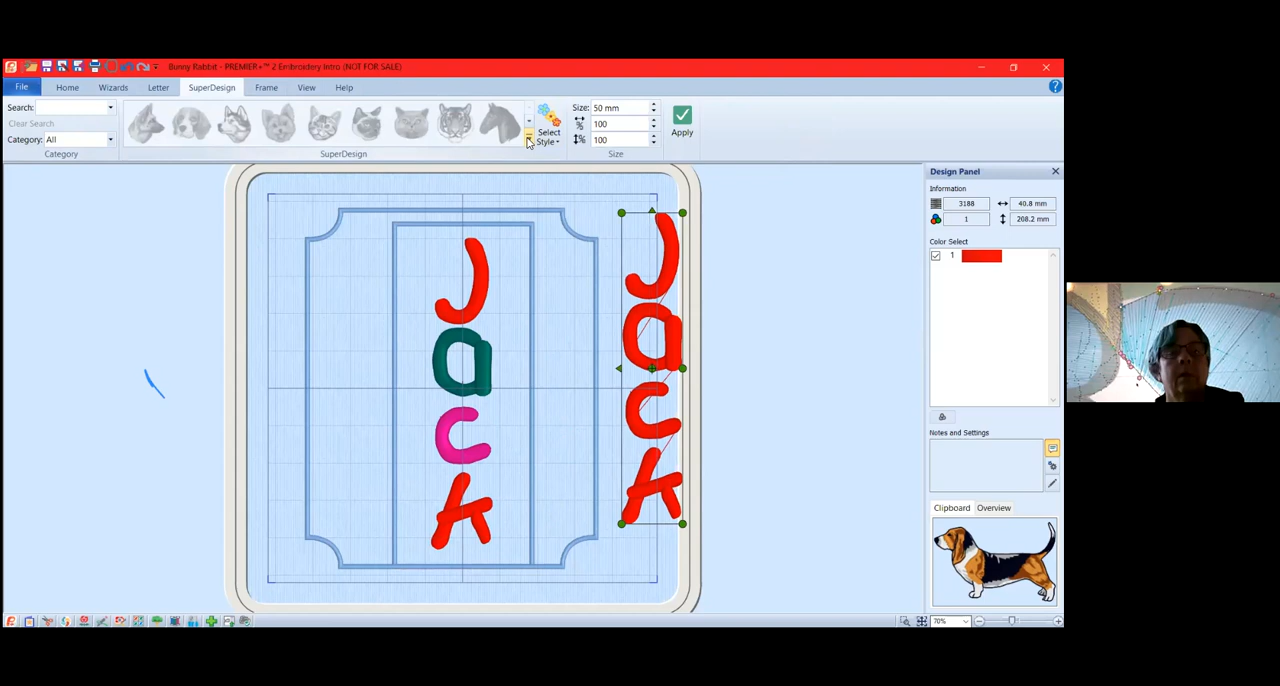 Bunny Rabbit - PREMIER+™ 2 Embroidery Intro (NOT FOR SALE)
File Home Wizards Letter SuperDesign Frame View Help
Search:
Clear Search
Category: All
Category
SuperDesign
Select
Style
Size: 50 mm
% 100
% 100
Size
Apply
Jack
Jack
Design Panel
Information
3188 40.8 mm
1 208.2 mm
Color Select
1
Notes and Settings
Clipboard Overview
70%